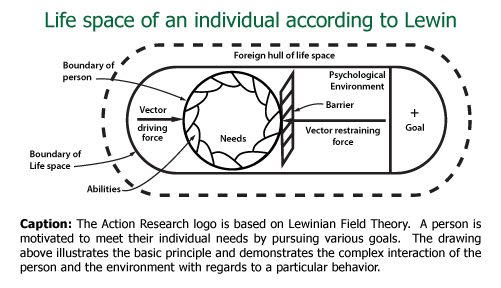 Life space of an individual according to Lewin
Foreign hull of life space
Boundary of
person
Psychological
Environment
Vector
driving
force
Barrier
+
Goal
Needs
Vector restraining
force
Boundary of
Life space
Abilities
Caption: The Action Research logo is based on Lewinian Field Theory. A person is
motivated to meet their individual needs by pursuing various goals. The drawing
above illustrates the basic principle and demonstrates the complex interaction of the
person and the environment with regards to a particular behavior.